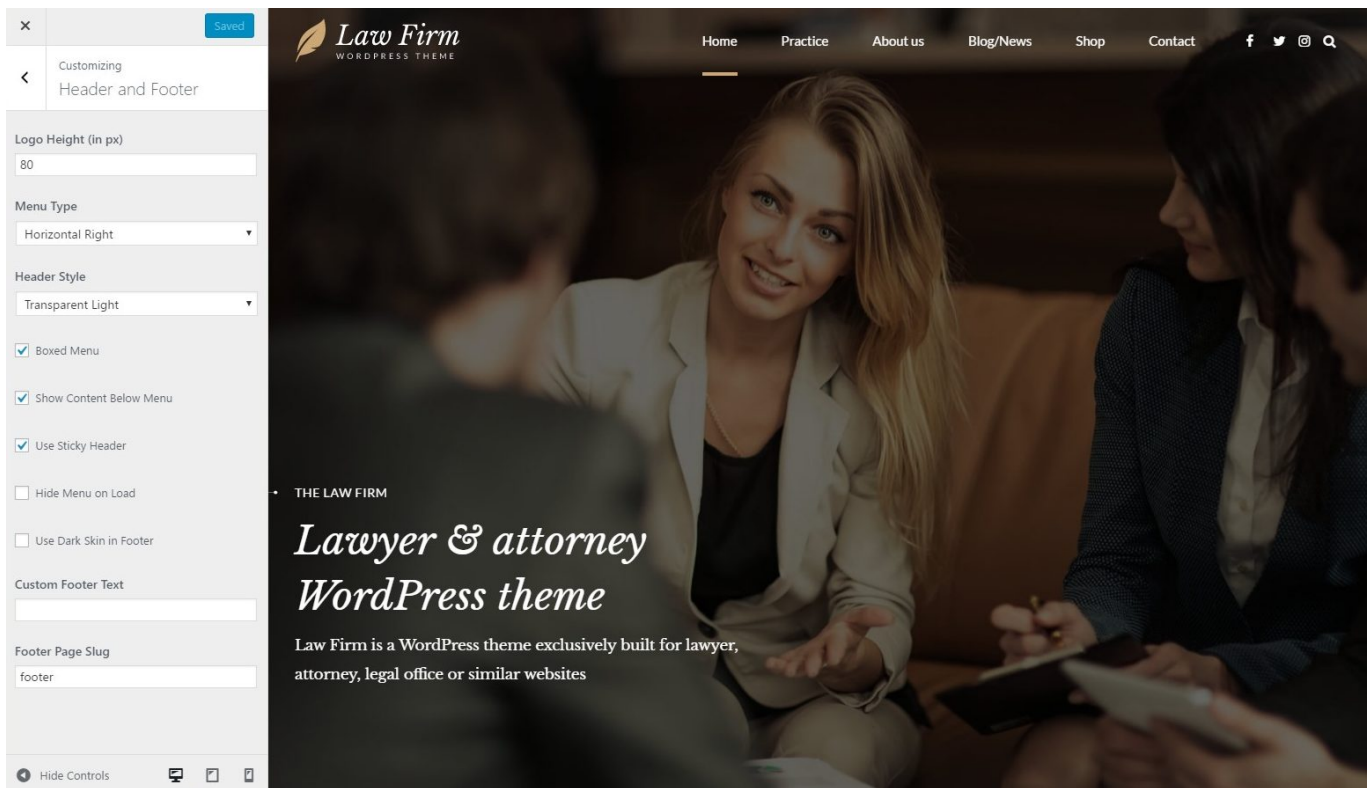 Saved
Customizing
Header and Footer
Logo Height (in px)
80
Menu Type
Horizontal Right
Header Style
Transparent Light
Boxed Menu
Show Content Below Menu
Use Sticky Header
Hide Menu on Load
Use Dark Skin in Footer
Custom Footer Text
Footer Page Slug
footer
Hide Controls
Law Firm
WORDPRESS THEME
Home Practice About us Blog/News Shop Contact
THE LAW FIRM
Lawyer & attorney
WordPress theme
Law Firm is a WordPress theme exclusively built for lawyer,
attorney, legal office or similar websites